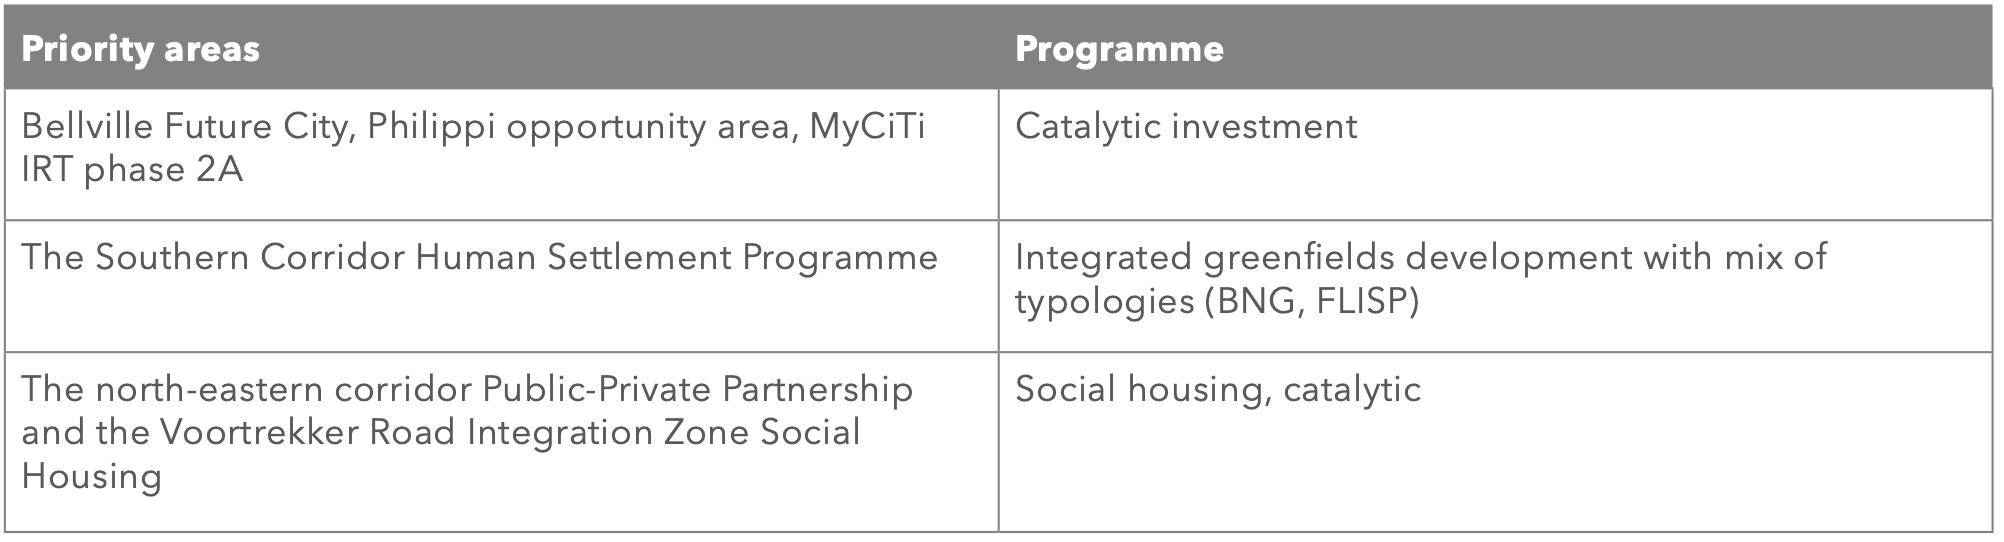 Priority areas
Programme
Bellville Future City, Philippi opportunity area, MyCiTi
IRT phase 2A
Catalytic investment
The Southern Corridor Human Settlement Programme
Integrated greenfields development with mix of
typologies (BNG, FLISP)
The north-eastern corridor Public-Private Partnership
and the Voortrekker Road Integration Zone Social
Housing
Social housing, catalytic